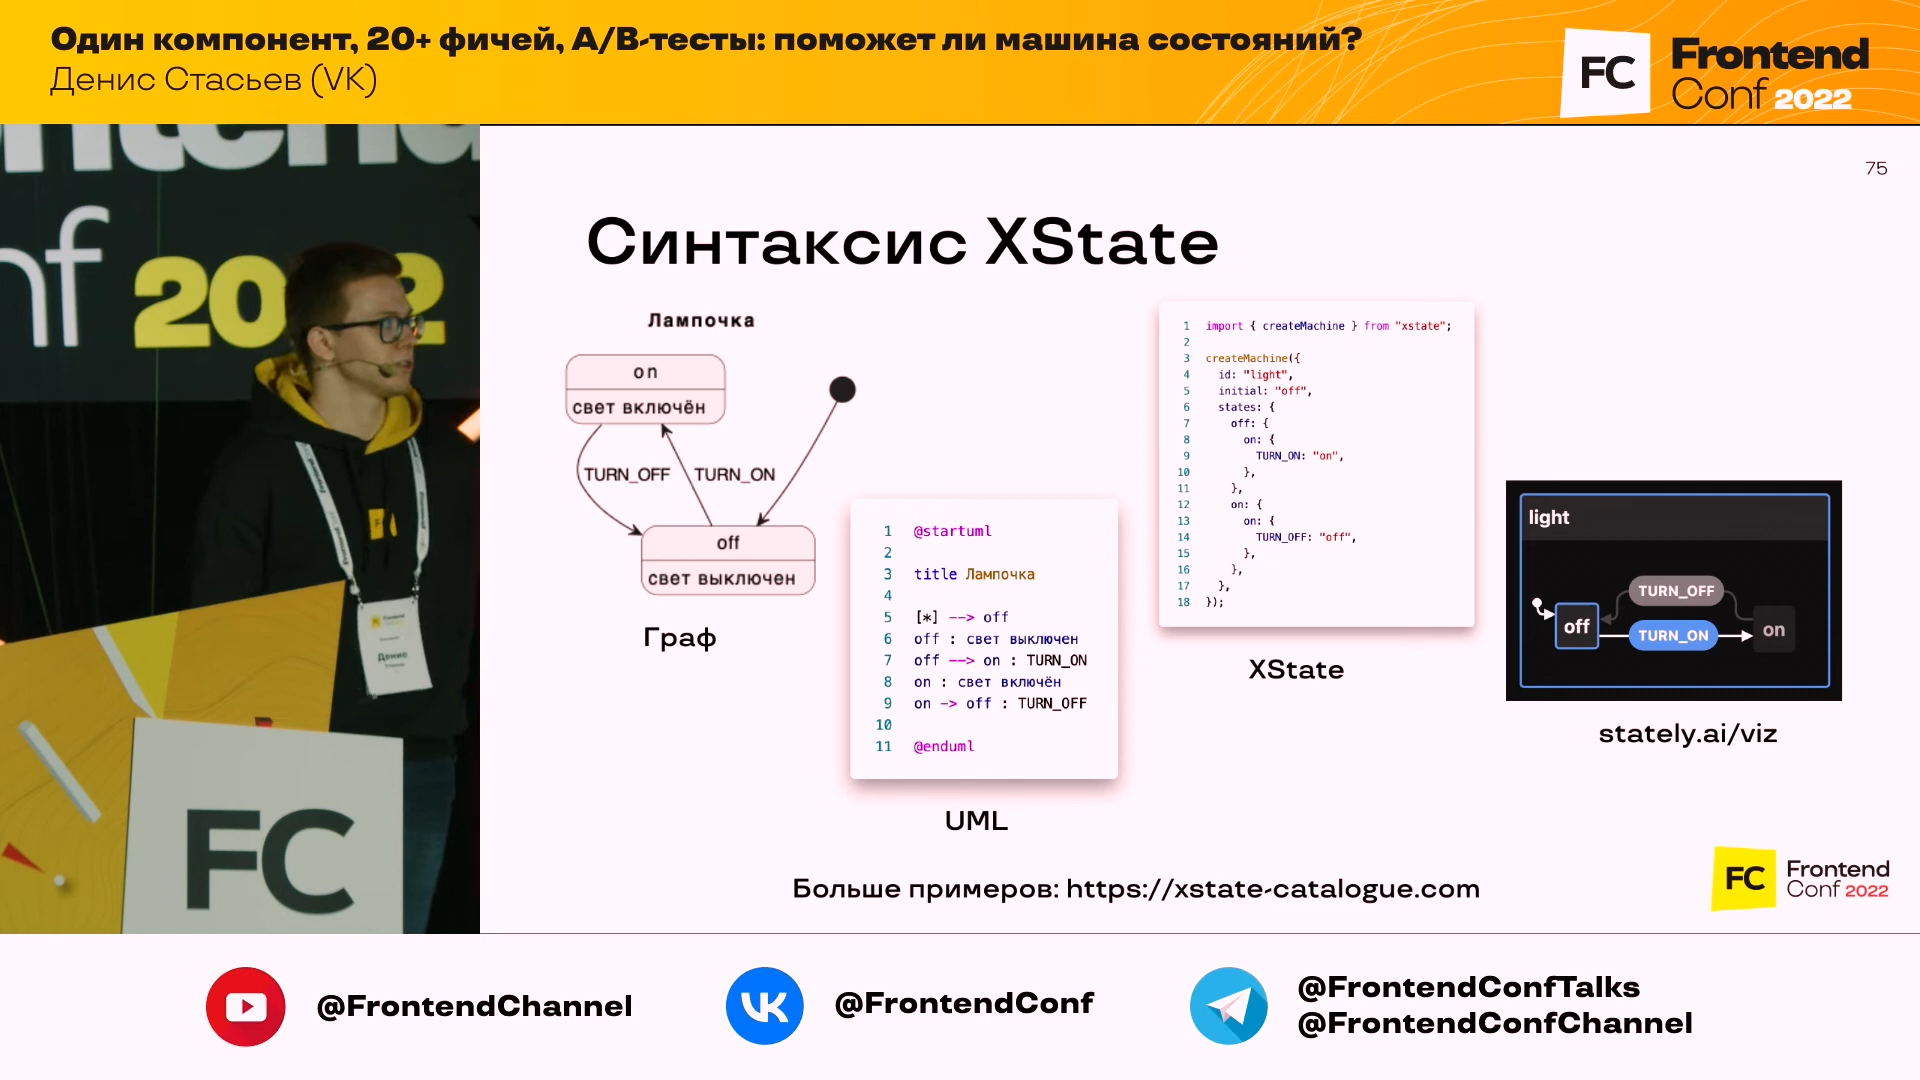 Один компонент, 20+ фичей, A/B-тесты: поможет ли машина состояний?
Денис Стасьев (VK)
FC
Frontend
Conf 2022
ontend
nf 2022
FC
Денис
75
Синтаксис XState
Лампочка
on
свет включён
TURN_OFF
TURN_ON
off
свет выключен
Граф
1 @startuml
2
3 title Лампочка
4
5 [*] --> off
6 off : свет выключен
7 off --> on : TURN_ON
8 on : свет включён
9 on -> off : TURN_OFF
10
11 @enduml
UML
1 import { createMachine } from "xstate";
2
3 createMachine({
4 id: "light",
5 initial: "off",
6 states: {
7 off: {
8 on: {
9 TURN_ON: "on",
10 },
11 },
12 on: {
13 on: {
14 TURN_OFF: "off",
15 },
16 },
17 },
18 });
XState
light
TURN_OFF
off
TURN_ON
on
stately.ai/viz
Больше примеров: https://xstate-catalogue.com
FC
Frontend
Conf 2022
@FrontendChannel
@FrontendConf
@FrontendConfTalks
@FrontendConfChannel